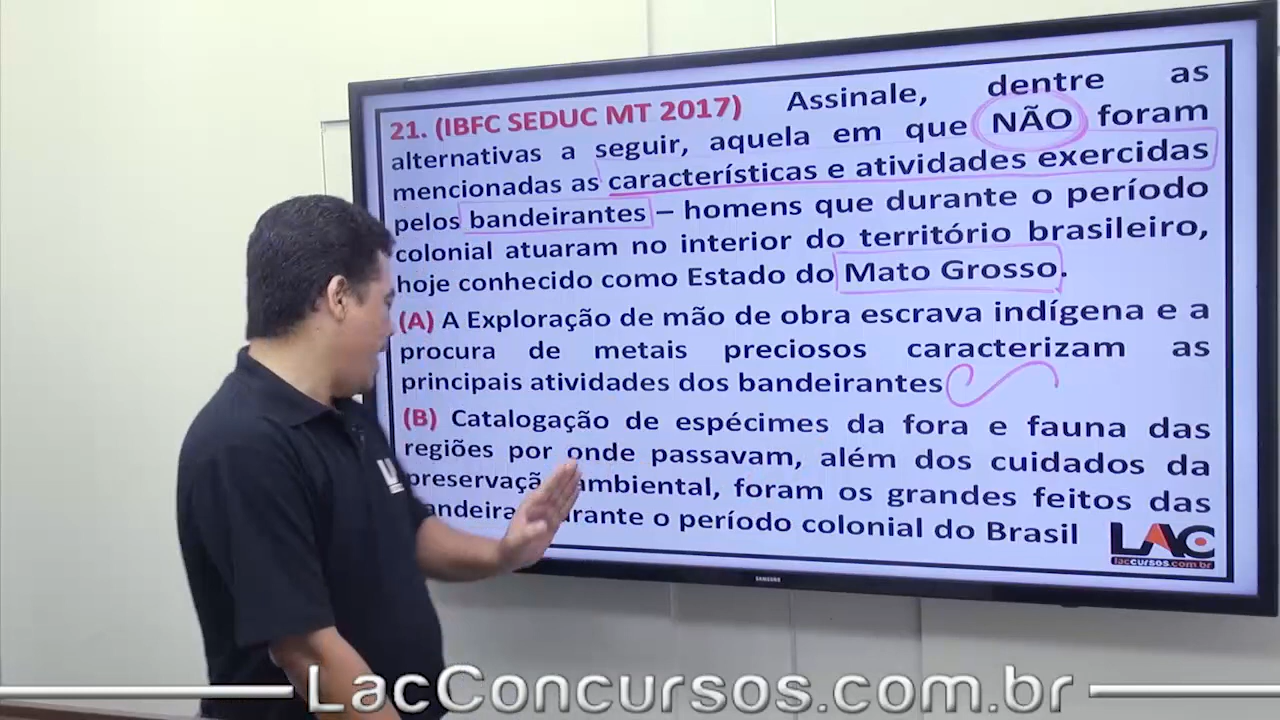 21. (IBFC SEDUC MT 2017) Assinale, dentre as
alternativas a seguir, aquela em que NÃO foram
mencionadas as características e atividades exercidas
pelos bandeirantes – homens que durante o período
colonial atuaram no interior do território brasileiro,
hoje conhecido como Estado do Mato Grosso.
(A) A Exploração de mão de obra escrava indígena e a
procura de metais preciosos caracterizam as
principais atividades dos bandeirantes
(B) Catalogação de espécimes da fora e fauna das
regiões por onde passavam, além dos cuidados da
ambiental, foram os grandes feitos das
o período colonial do Brasil
LAC
laccursos.com.br
SAMSUNG
LacConcursos.com.br